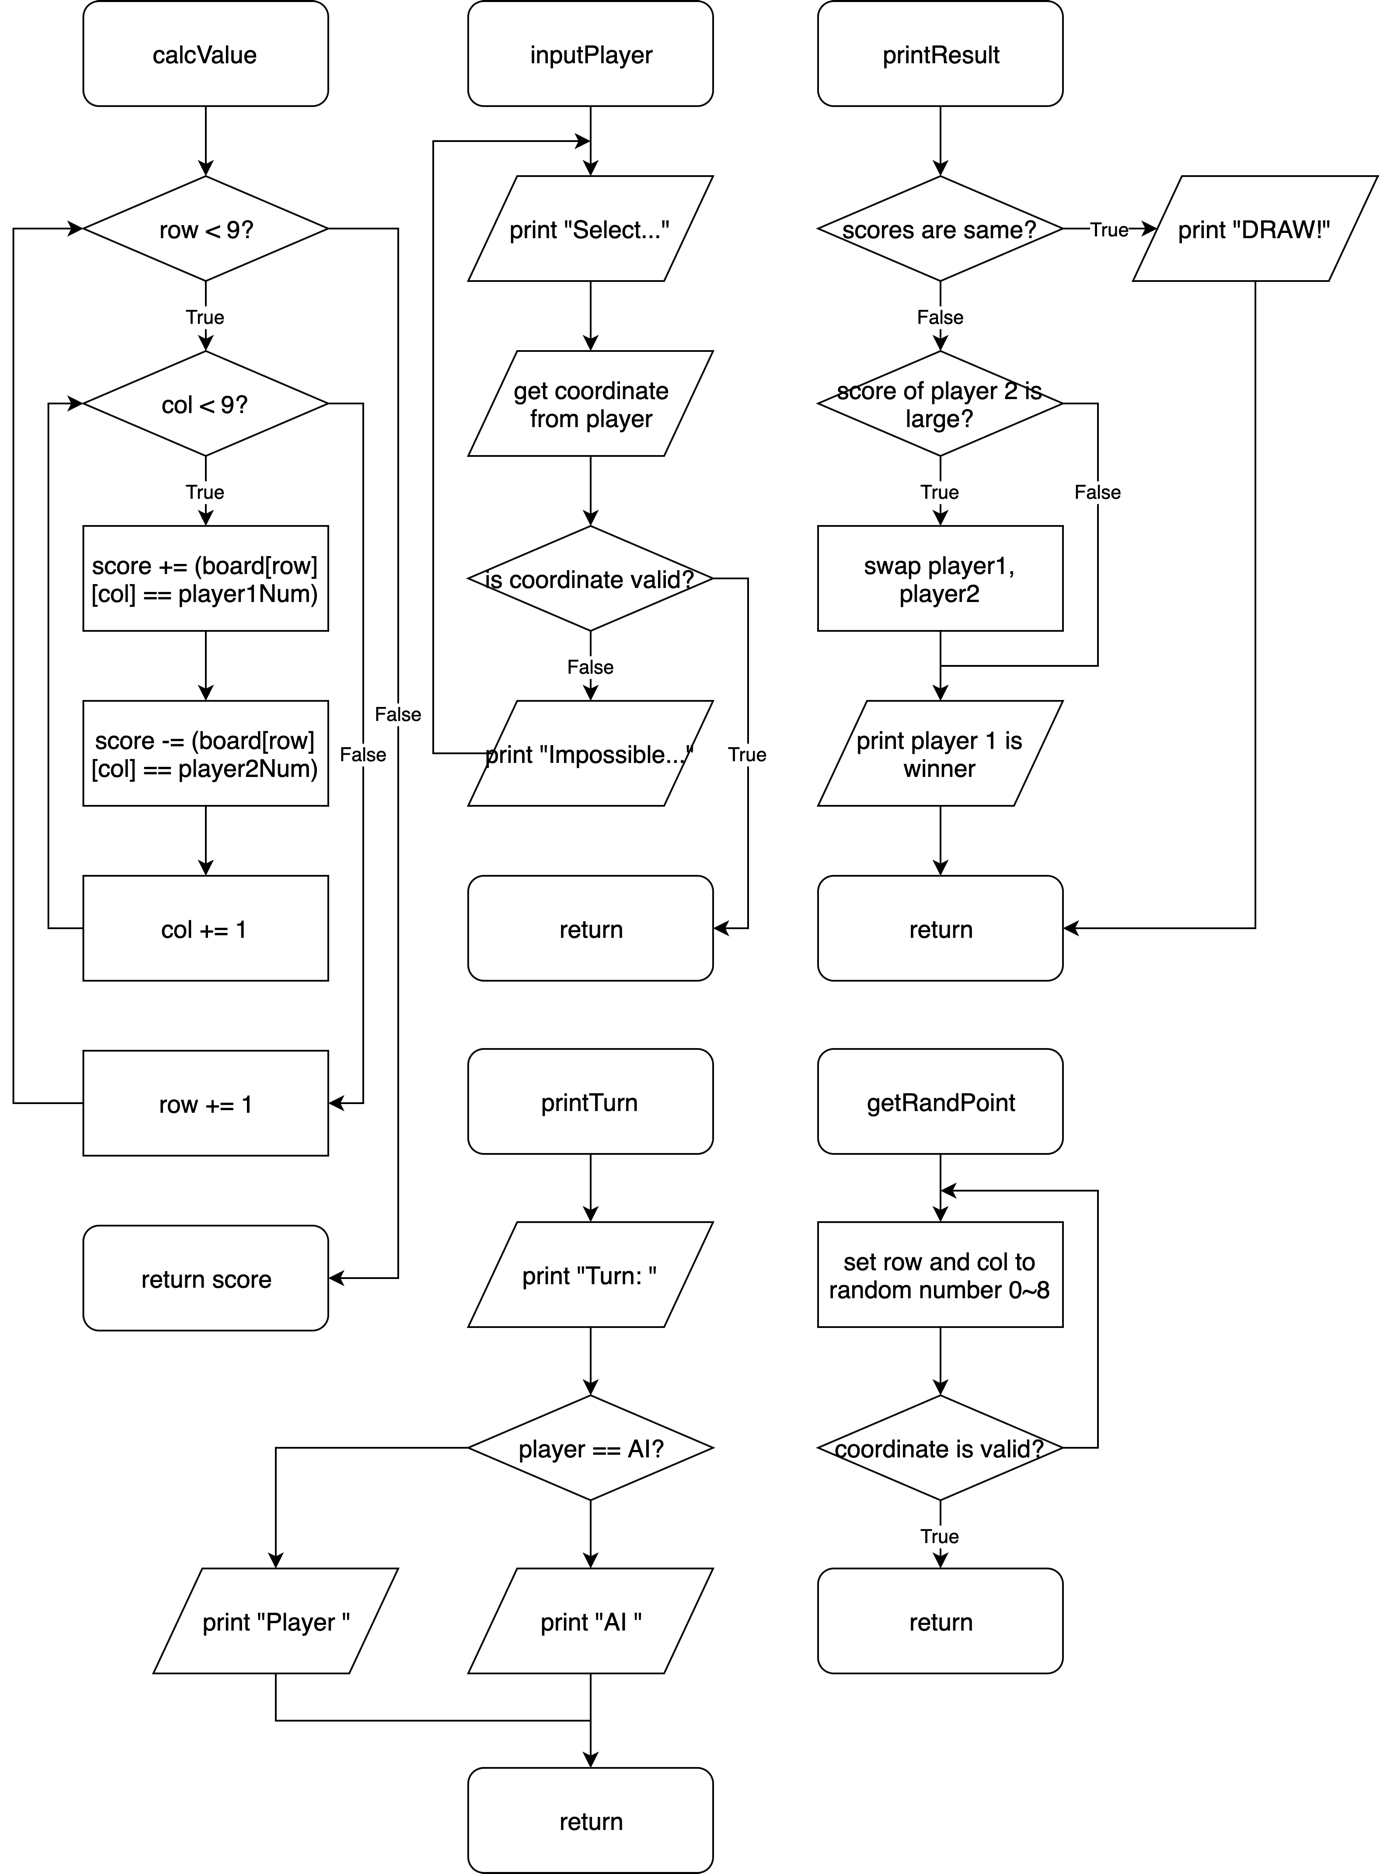 calcValue
row < 9?
True
col < 9?
True
score += (board[row]
[col] == player1Num)
score -= (board[row]
[col] == player2Num)
False
False
col += 1
row += 1
return score
inputPlayer
print "Select..."
get coordinate
from player
is coordinate valid?
False
print "Impossible..."
True
return
printResult
scores are same?
True
print "DRAW!"
False
score of player 2 is
large?
True
False
swap player1,
player2
print player 1 is
winner
return
printTurn
print "Turn: "
player == AI?
print "Player "
print "AI "
return
getRandPoint
set row and col to
random number 0~8
coordinate is valid?
True
return